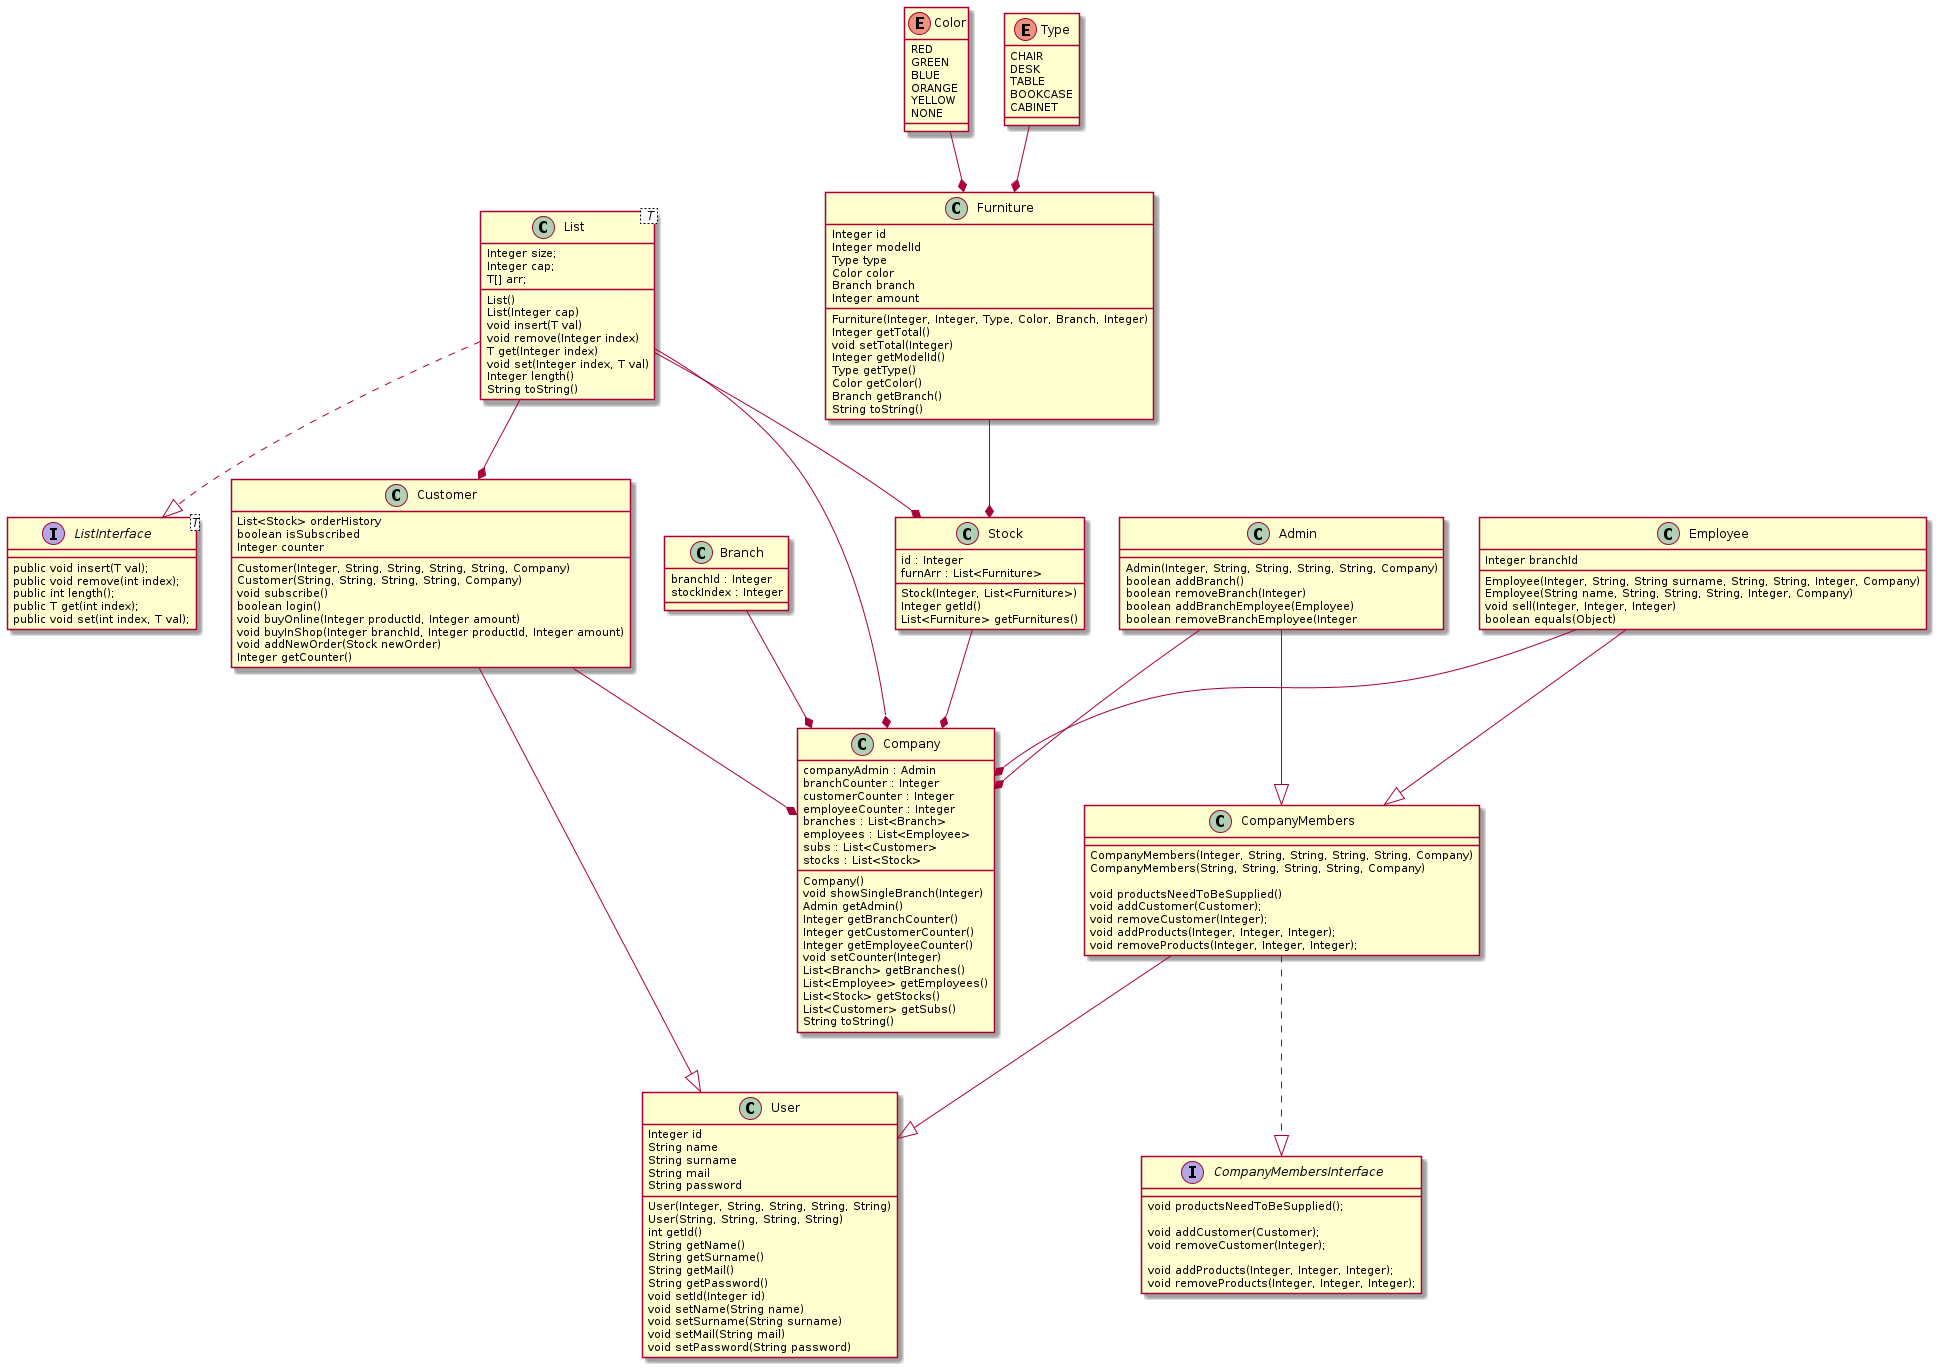 E Color
RED
GREEN
BLUE
ORANGE
YELLOW
NONE
E Type
CHAIR
DESK
TABLE
BOOKCASE
CABINET
C Furniture
Integer id
Integer modelId
Type type
Color color
Branch branch
Integer amount
Furniture(Integer, Integer, Type, Color, Branch, Integer)
Integer getTotal()
void setTotal(Integer)
Integer getModelId()
Type getType()
Color getColor()
Branch getBranch()
String toString()
C List T
Integer size;
Integer cap;
T[] arr;
List()
List(Integer cap)
void insert(T val)
void remove(Integer index)
T get(Integer index)
void set(Integer index, T val)
Integer length()
String toString()
I ListInterface T
public void insert(T val);
public void remove(int index);
public int length();
public T get(int index);
public void set(int index, T val);
C Customer
List<Stock> orderHistory
boolean isSubscribed
Integer counter
Customer(Integer, String, String, String, String, Company)
Customer(String, String, String, String, Company)
void subscribe()
boolean login()
void buyOnline(Integer productId, Integer amount)
void buyInShop(Integer branchId, Integer productId, Integer amount)
void addNewOrder(Stock newOrder)
Integer getCounter()
C Branch
branchId : Integer
stockIndex : Integer
C Stock
id : Integer
furnArr : List<Furniture>
Stock(Integer, List<Furniture>)
Integer getId()
List<Furniture> getFurnitures()
C Admin
Admin(Integer, String, String, String, String, Company)
boolean addBranch()
boolean removeBranch(Integer)
boolean addBranchEmployee(Employee)
boolean removeBranchEmployee(Integer
C Employee
Integer branchId
Employee(Integer, String, String surname, String, String, Integer, Company)
Employee(String name, String, String, String, Integer, Company)
void sell(Integer, Integer, Integer)
boolean equals(Object)
C Company
companyAdmin : Admin
branchCounter : Integer
customerCounter : Integer
employeeCounter : Integer
branches : List<Branch>
employees : List<Employee>
subs : List<Customer>
stocks : List<Stock>
Company()
void showSingleBranch(Integer)
Admin getAdmin()
Integer getBranchCounter()
Integer getCustomerCounter()
Integer getEmployeeCounter()
void setCounter(Integer)
List<Branch> getBranches()
List<Employee> getEmployees()
List<Stock> getStocks()
List<Customer> getSubs()
String toString()
C CompanyMembers
CompanyMembers(Integer, String, String, String, String, Company)
CompanyMembers(String, String, String, String, Company)
void productsNeedToBeSupplied()
void addCustomer(Customer);
void removeCustomer(Integer);
void addProducts(Integer, Integer, Integer);
void removeProducts(Integer, Integer, Integer);
C User
Integer id
String name
String surname
String mail
String password
User(Integer, String, String, String, String)
User(String, String, String, String)
int getId()
String getName()
String getSurname()
String getMail()
String getPassword()
void setId(Integer id)
void setName(String name)
void setSurname(String surname)
void setMail(String mail)
void setPassword(String password)
I CompanyMembersInterface
void productsNeedToBeSupplied();
void addCustomer(Customer);
void removeCustomer(Integer);
void addProducts(Integer, Integer, Integer);
void removeProducts(Integer, Integer, Integer);